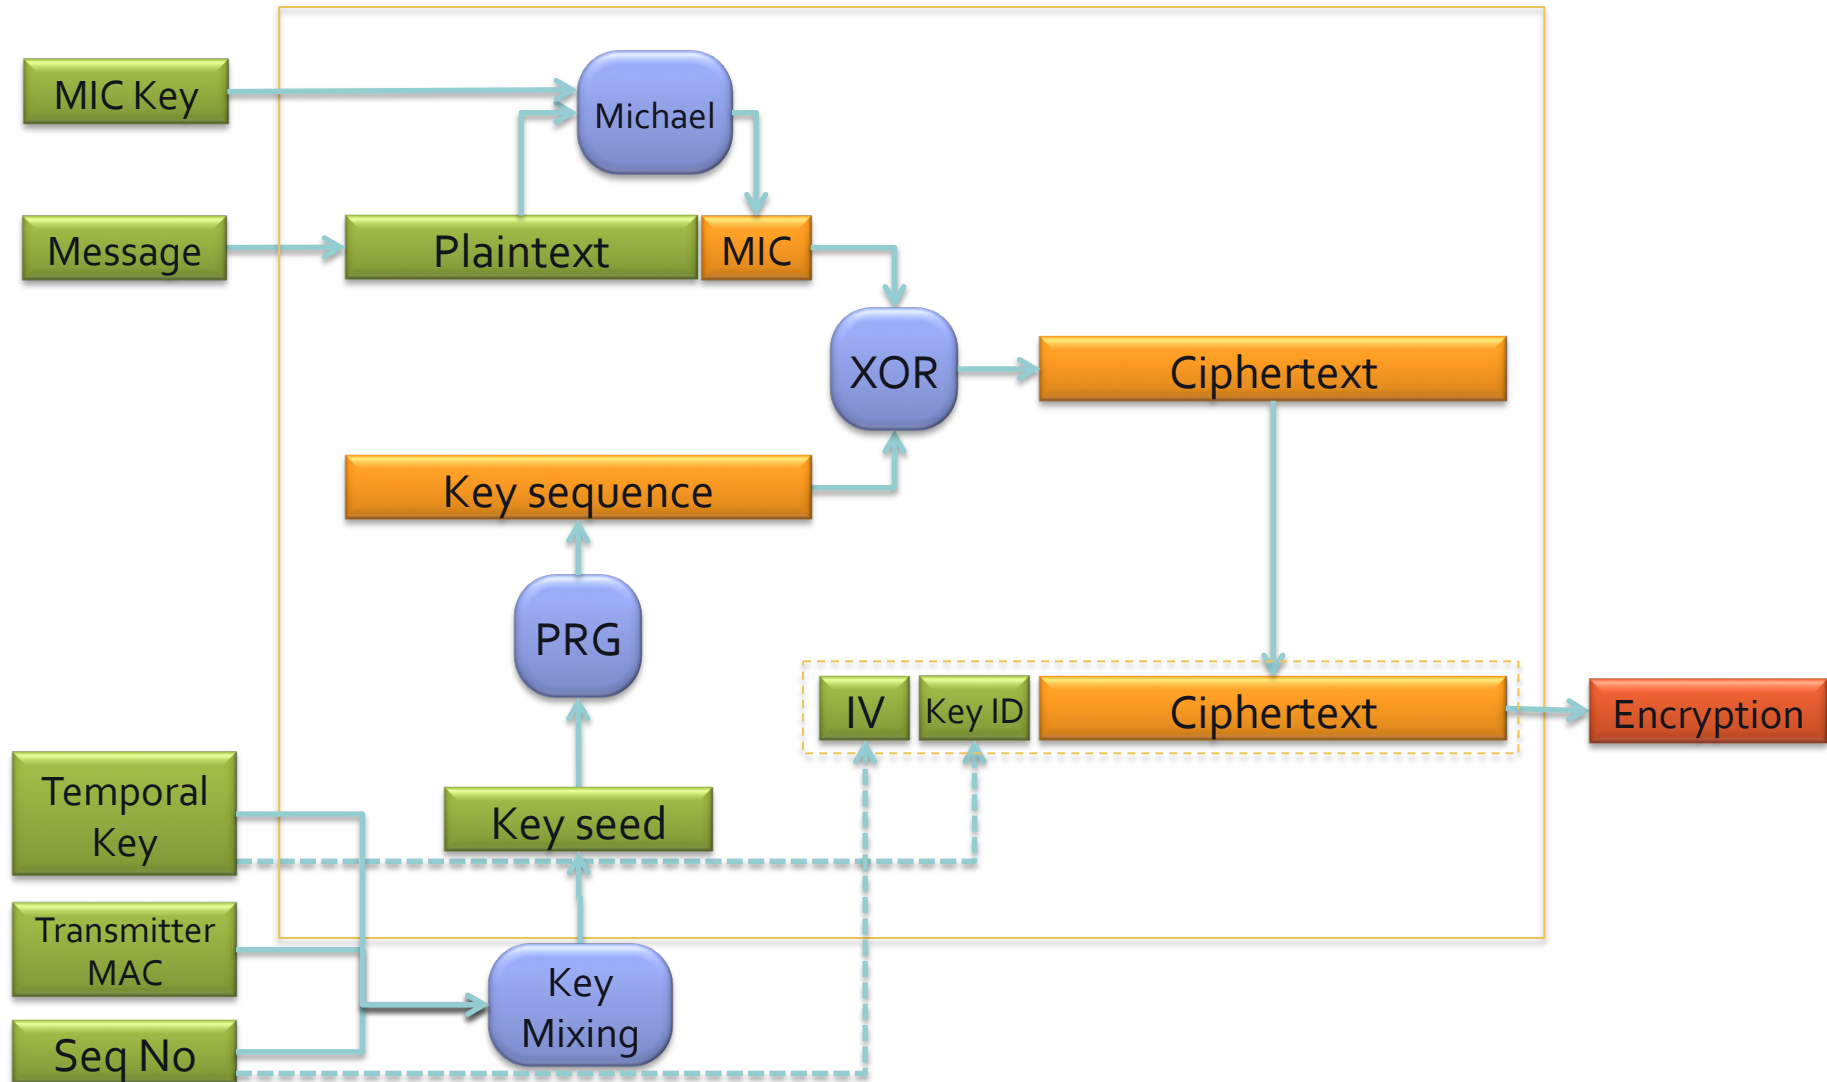 MIC Key
Michael
Message
Plaintext
MIC
XOR
Ciphertext
Key sequence
PRG
IV
Key ID
Ciphertext
Encryption
Temporal
Key
Key seed
Transmitter
MAC
Key
Mixing
Seq No